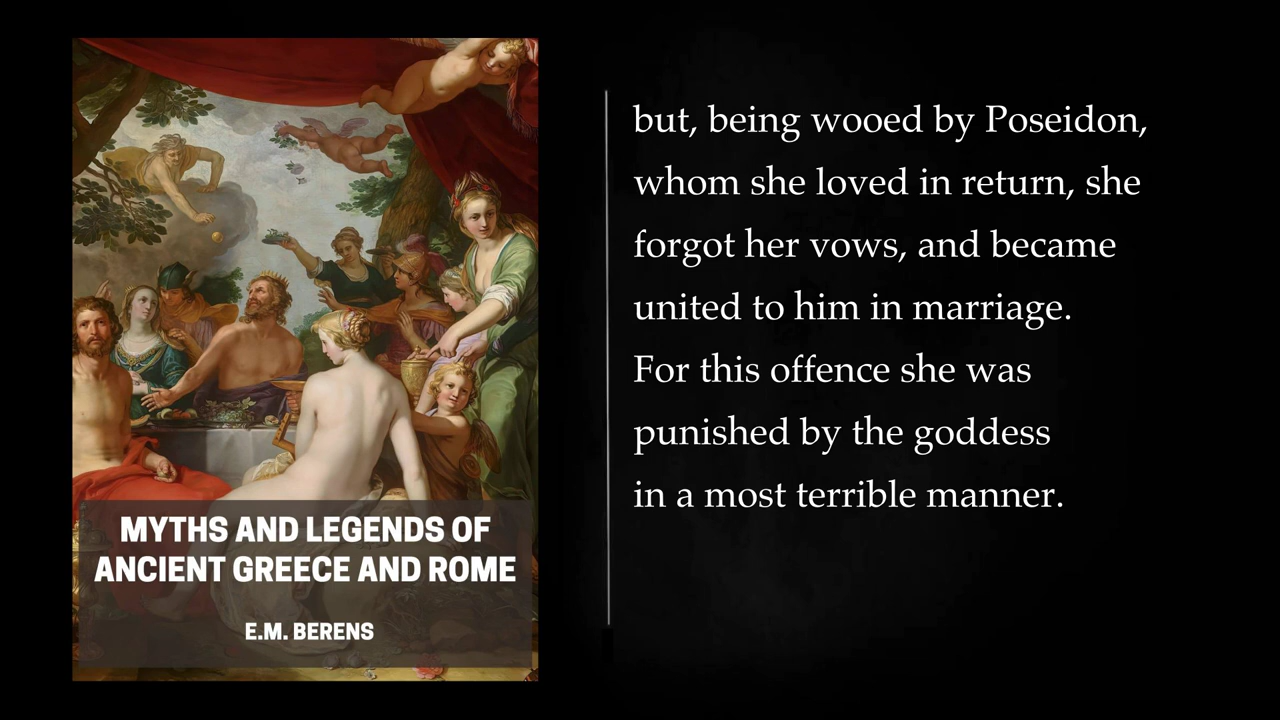 MYTHS AND LEGENDS OF
ANCIENT GREECE AND ROME
E.M. BERENS
but, being wooed by Poseidon,
whom she loved in return, she
forgot her vows, and became
united to him in marriage.
For this offence she was
punished by the goddess
in a most terrible manner.